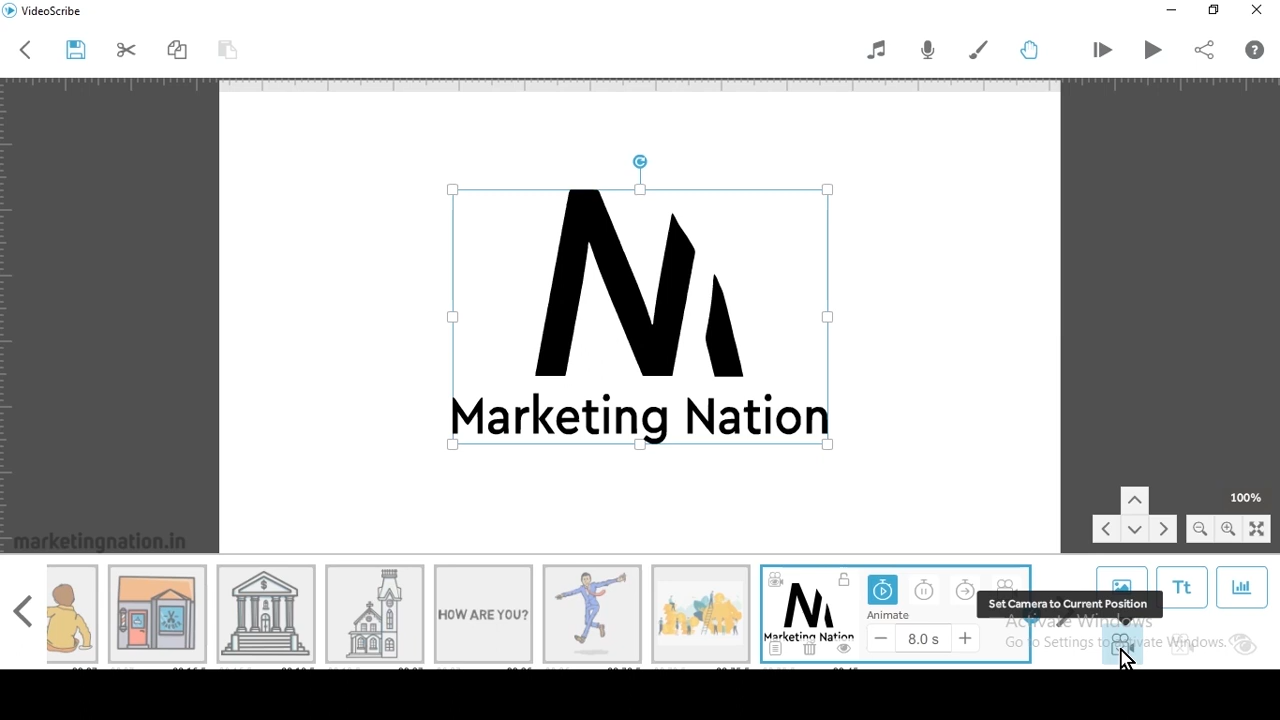 VideoScribe
Marketing Nation
100%
marketingnation.in
HOW ARE YOU?
Marketing Nation
Animate
8.0 s
Tt
Set Camera to Current Position
Activate Windows
Go to Settings to activate Windows.